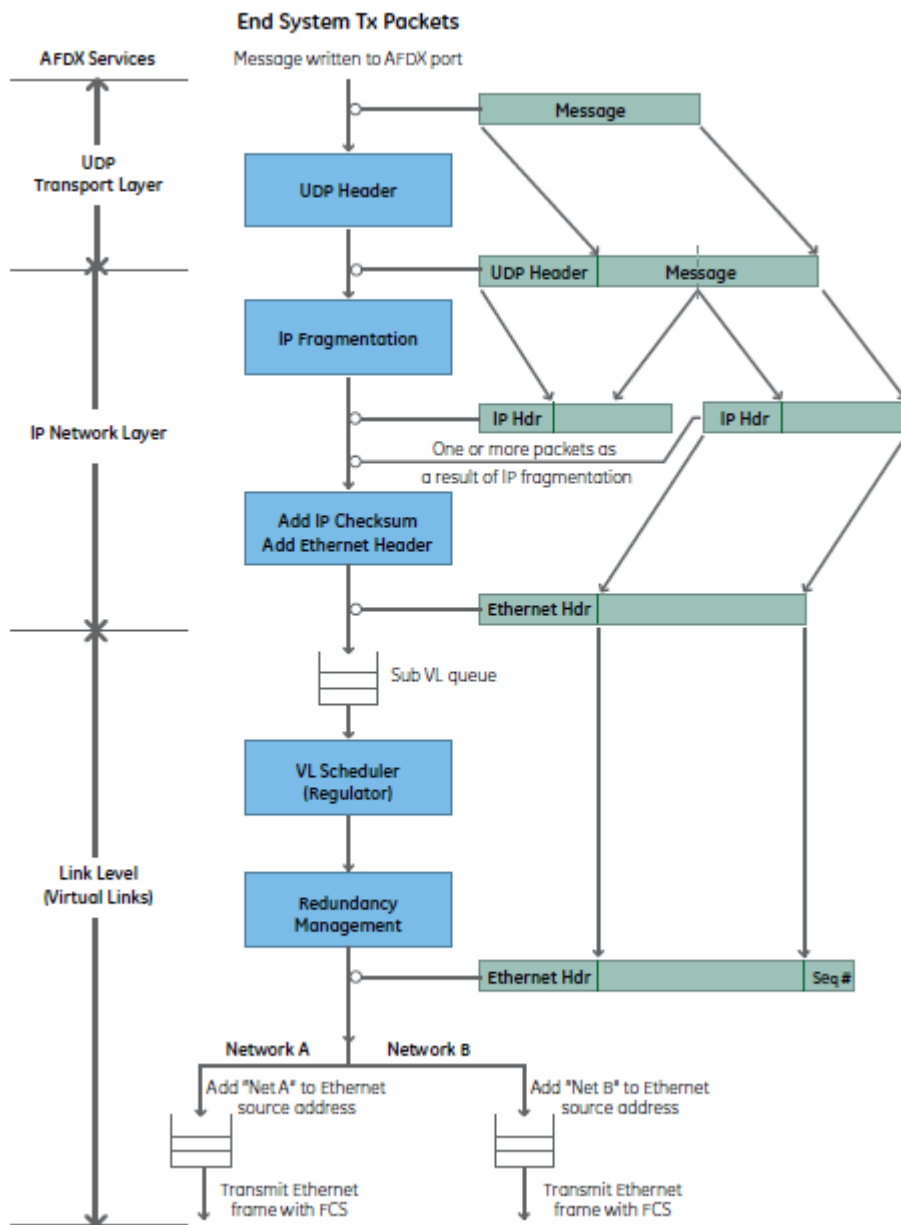 End System Tx Packets
AFDX Services
Message written to AFDX port
Message
UDP
Transport Layer
UDP Header
UDP Header
Message
IP Fragmentation
IP Network Layer
IP Hdr
IP Hdr
One or more packets as
a result of IP fragmentation
Add IP Checksum
Add Ethernet Header
Ethernet Hdr
Sub VL queue
VL Scheduler
(Regulator)
Link Level
(Virtual Links)
Redundancy
Management
Ethernet Hdr
Seq #
Network A
Network B
Add "Net A" to Ethernet
source address
Add "Net B" to Ethernet
source address
Transmit Ethernet
frame with FCS
Transmit Ethernet
frame with FCS